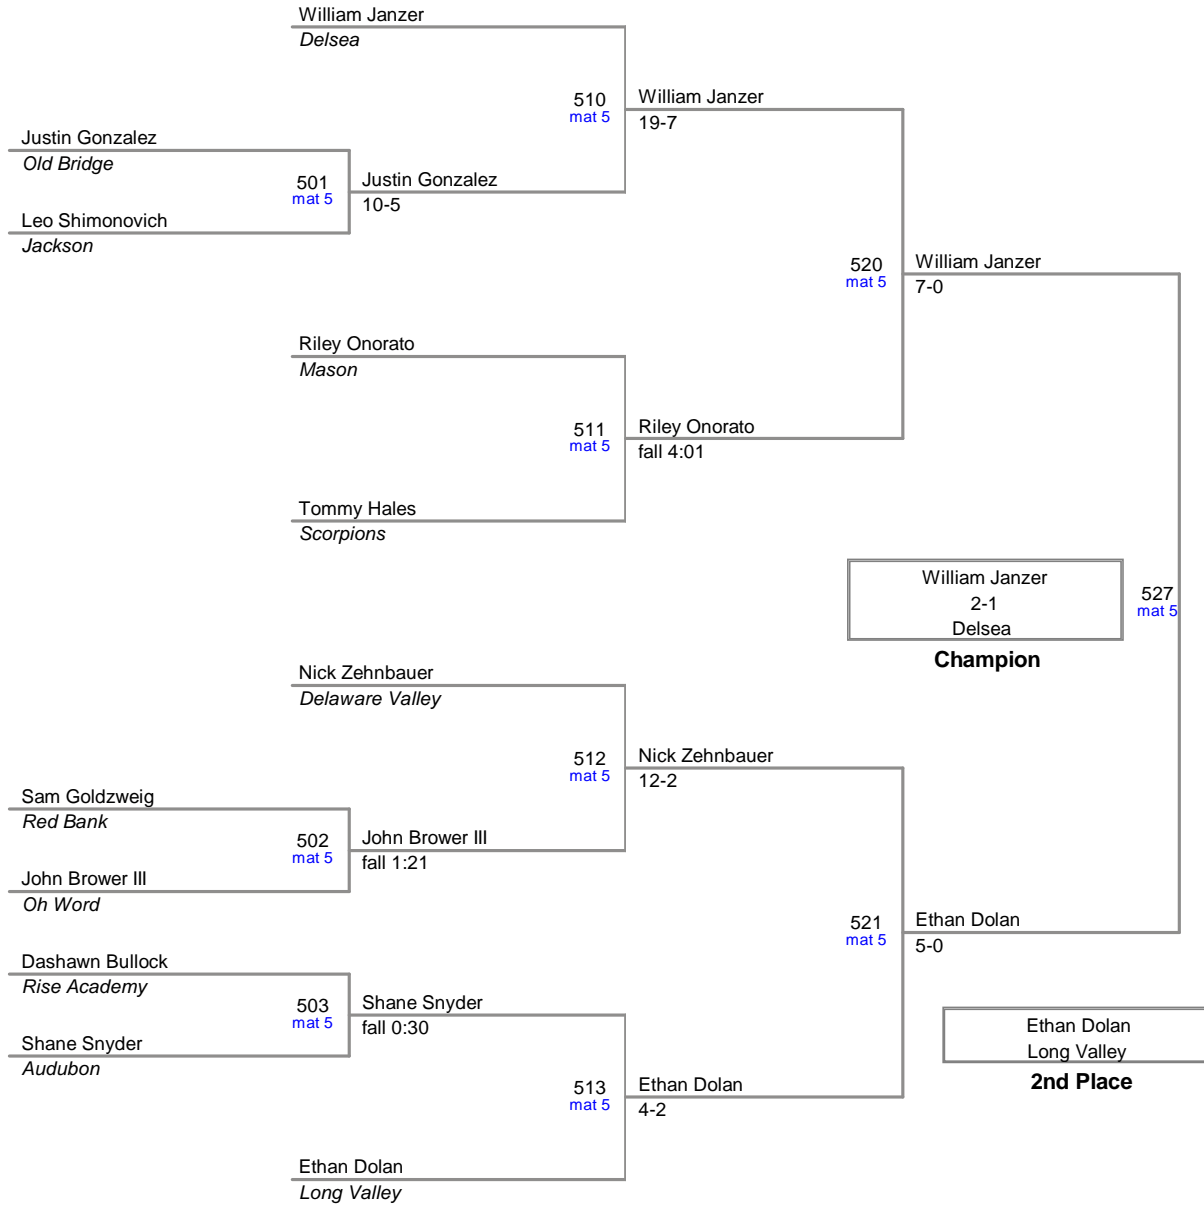 William Janzer
Delsea
510
mat 5
William Janzer
19-7
Justin Gonzalez
Old Bridge
501
mat 5
Justin Gonzalez
10-5
Leo Shimonovich
Jackson
520
mat 5
William Janzer
7-0
Riley Onorato
Mason
511
mat 5
Riley Onorato
fall 4:01
Tommy Hales
Scorpions
William Janzer
2-1
Delsea
Champion
527
mat 5
Nick Zehnbauer
Delaware Valley
512
mat 5
Nick Zehnbauer
12-2
Sam Goldzweig
Red Bank
502
mat 5
John Brower III
fall 1:21
John Brower III
Oh Word
521
mat 5
Ethan Dolan
5-0
Dashawn Bullock
Rise Academy
503
mat 5
Shane Snyder
fall 0:30
Shane Snyder
Audubon
Ethan Dolan
Long Valley
2nd Place
513
mat 5
Ethan Dolan
4-2
Ethan Dolan
Long Valley